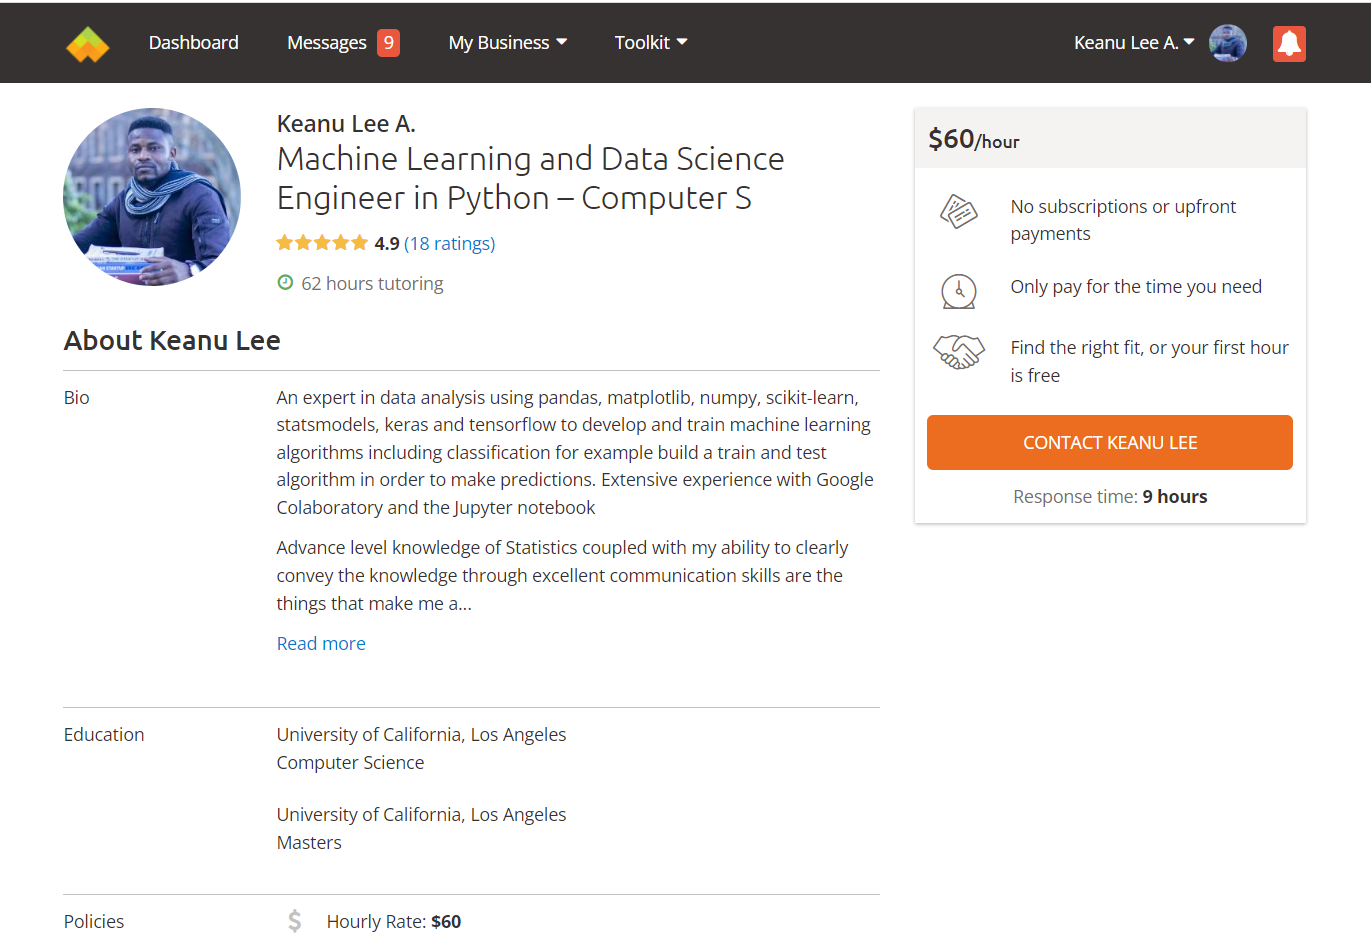 Dashboard
Messages 9
My Business
Toolkit
Keanu Lee A.
Keanu Lee A.
Machine Learning and Data Science
Engineer in Python – Computer S
4.9 (18 ratings)
62 hours tutoring
$60/hour
No subscriptions or upfront
payments
Only pay for the time you need
Find the right fit, or your first hour
is free
CONTACT KEANU LEE
Response time: 9 hours
About Keanu Lee
Bio
An expert in data analysis using pandas, matplotlib, numpy, scikit-learn,
statsmodels, keras and tensorflow to develop and train machine learning
algorithms including classification for example build a train and test
algorithm in order to make predictions. Extensive experience with Google
Colaboratory and the Jupyter notebook
Advance level knowledge of Statistics coupled with my ability to clearly
convey the knowledge through excellent communication skills are the
things that make me a...
Read more
Education
University of California, Los Angeles
Computer Science
University of California, Los Angeles
Masters
Policies
$ Hourly Rate: $60